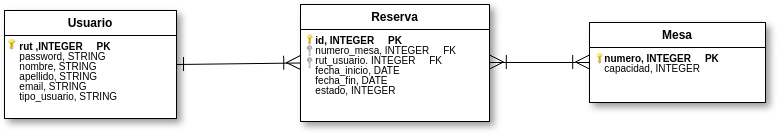 Usuario
rut ,INTEGER PK
password, STRING
nombre, STRING
apellido, STRING
email, STRING
tipo_usuario, STRING
Reserva
id, INTEGER PK
numero_mesa, INTEGER FK
rut_usuario. INTEGER FK
fecha_inicio, DATE
fecha_fin, DATE
estado, INTEGER
Mesa
numero, INTEGER PK
capacidad, INTEGER